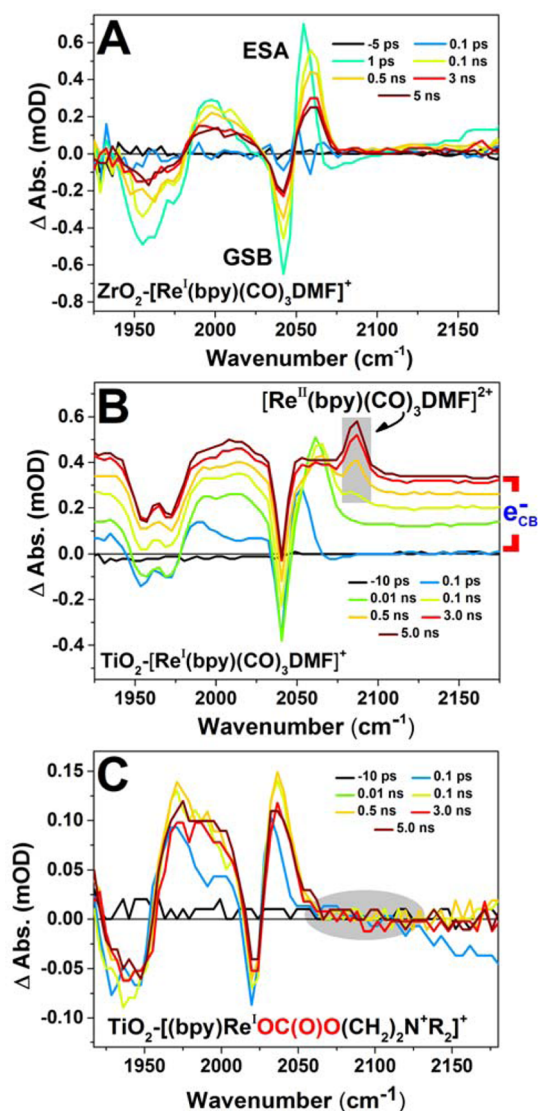 A
ESA
-5 ps 0.1 ps
1 ps 0.1 ns
0.5 ns 3 ns
5 ns
GSB
ZrO₂-[Reᴵ(bpy)(CO)₃DMF]⁺
0.6
0.4
0.2
0.0
-0.2
-0.4
-0.6
-0.8
Δ Abs. (mOD)
1950 2000 2050 2100 2150
Wavenumber (cm⁻¹)
B
[Reᴵᴵ(bpy)(CO)₃DMF]²⁺
e⁻CB
-10 ps 0.1 ps
0.01 ns 0.1 ns
0.5 ns 3.0 ns
5.0 ns
TiO₂-[Reᴵ(bpy)(CO)₃DMF]⁺
0.6
0.4
0.2
0.0
-0.2
-0.4
Δ Abs. (mOD)
1950 2000 2050 2100 2150
Wavenumber (cm⁻¹)
C
-10 ps 0.1 ps
0.01 ns 0.1 ns
0.5 ns 3.0 ns
5.0 ns
TiO₂-[(bpy)ReᴵOC(O)O(CH₂)₂N⁺R₂]⁺
0.15
0.10
0.05
0.00
-0.05
-0.10
Δ Abs. (mOD)
1950 2000 2050 2100 2150
Wavenumber (cm⁻¹)